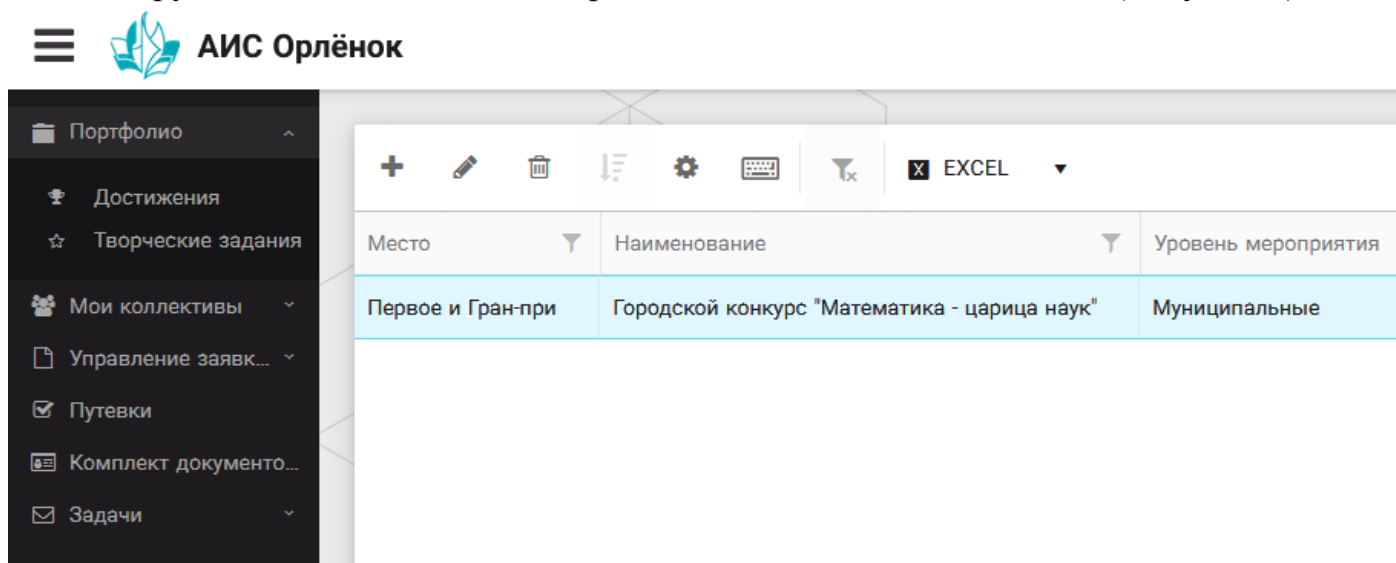 АИС Орлёнок
Портфолио
Достижения
Творческие задания
Мои коллективы
Управление заявк...
Путевки
Комплект документо...
Задачи
X EXCEL
Место Наименование Уровень мероприятия
Первое и Гран-при Городской конкурс "Математика - царица наук" Муниципальные